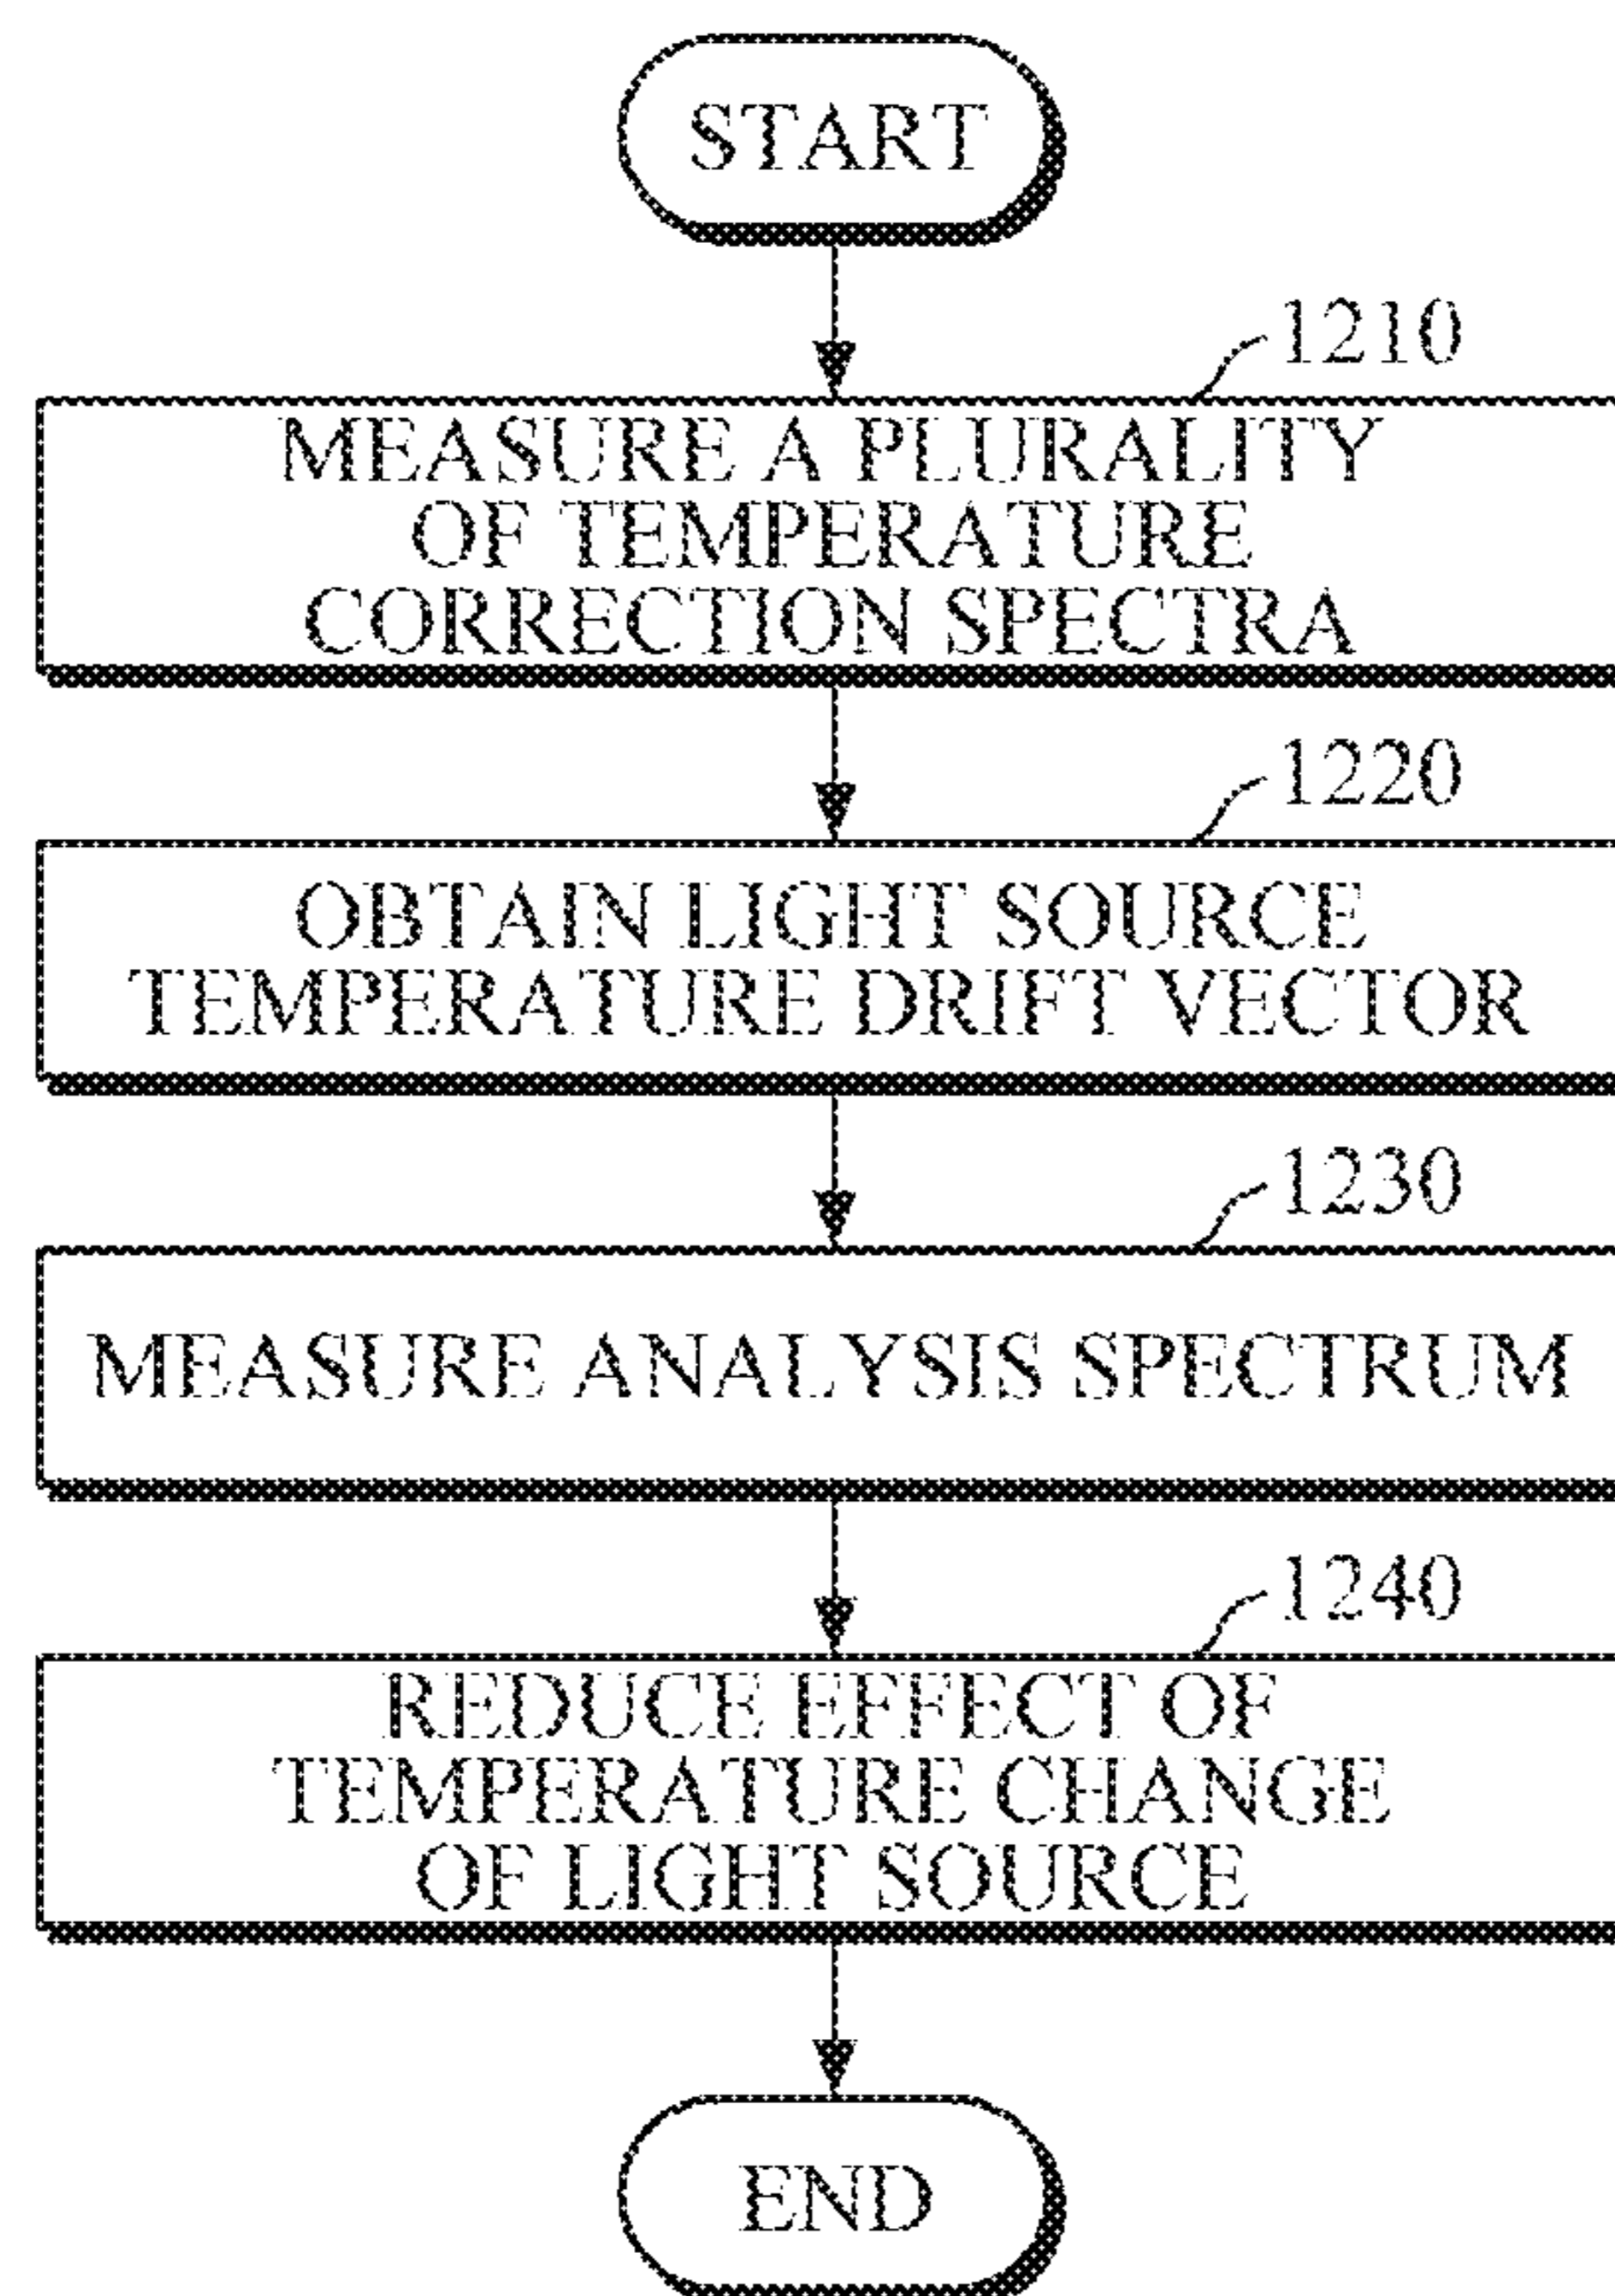 START
1210
MEASURE A PLURALITY
OF TEMPERATURE
CORRECTION SPECTRA
1220
OBTAIN LIGHT SOURCE
TEMPERATURE DRIFT VECTOR
1230
MEASURE ANALYSIS SPECTRUM
1240
REDUCE EFFECT OF
TEMPERATURE CHANGE
OF LIGHT SOURCE
END